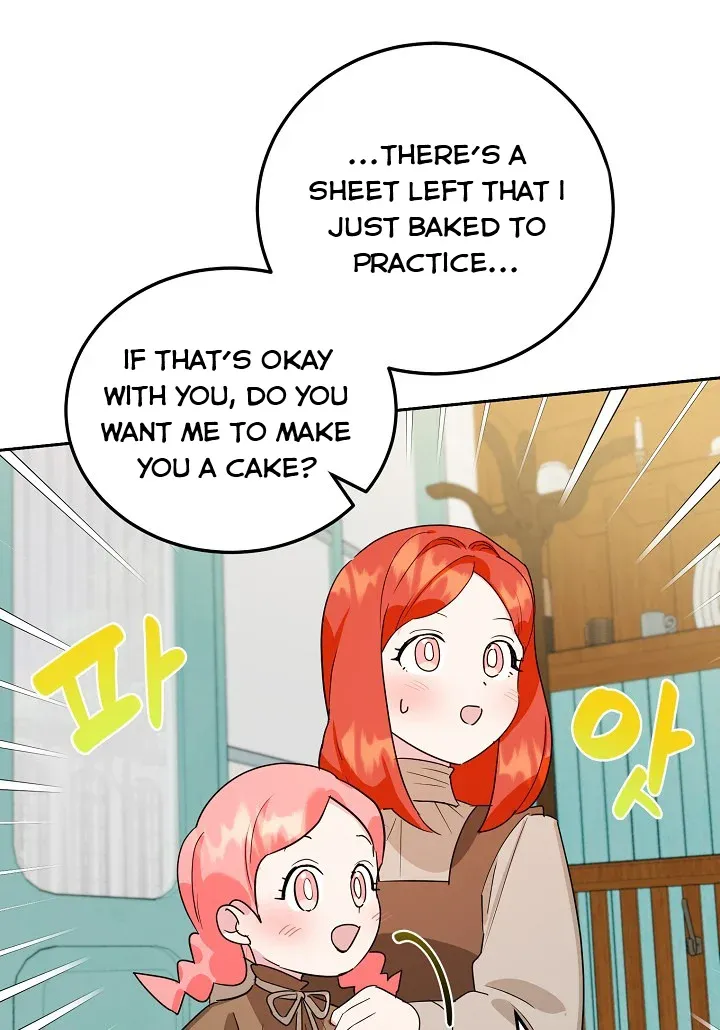 ...THERE'S A
SHEET LEFT THAT I
JUST BAKED TO
PRACTICE...
IF THAT'S OKAY
WITH YOU, DO YOU
WANT ME TO MAKE
YOU A CAKE?
파앗